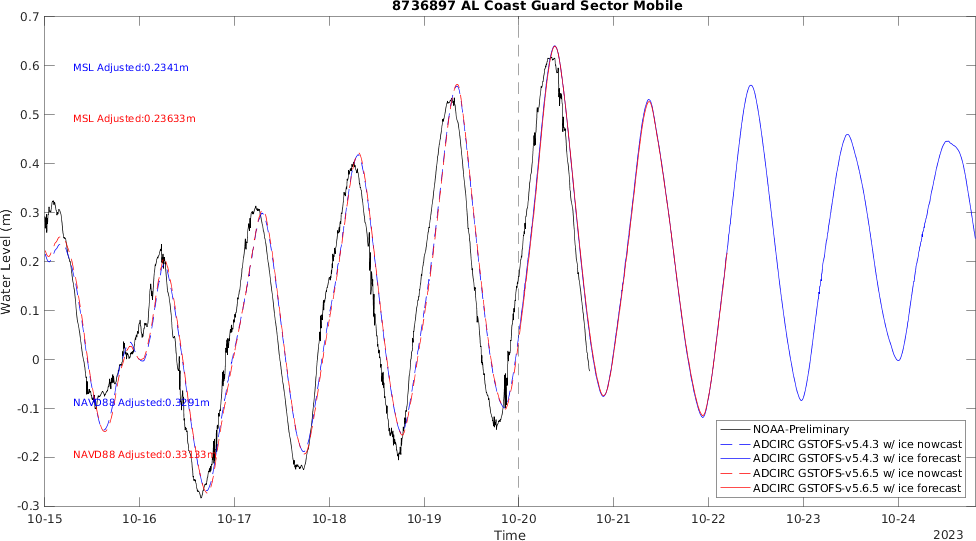 8736897 AL Coast Guard Sector Mobile
0.7
0.6
0.5
0.4
0.3
0.2
0.1
0
-0.1
-0.2
-0.3
Water Level (m)
MSL Adjusted:0.2341m
MSL Adjusted:0.23633m
NAVD88 Adjusted:0.3291m
NAVD88 Adjusted:0.33133m
NOAA-Preliminary
ADCIRC GSTOFS-v5.4.3 w/ ice nowcast
ADCIRC GSTOFS-v5.4.3 w/ ice forecast
ADCIRC GSTOFS-v5.6.5 w/ ice nowcast
ADCIRC GSTOFS-v5.6.5 w/ ice forecast
10-15 10-16 10-17 10-18 10-19 10-20 10-21 10-22 10-23 10-24
Time
2023